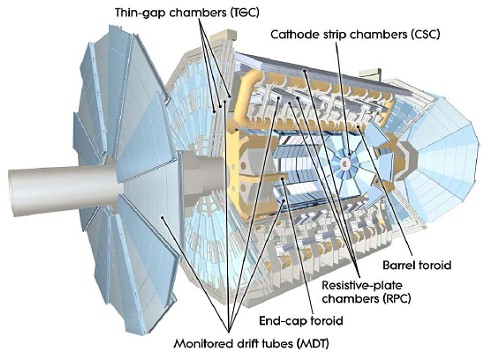 Thin-gap chambers (TGC)
Cathode strip chambers (CSC)
Barrel toroid
Resistive-plate
chambers (RPC)
End-cap toroid
Monitored drift tubes (MDT)